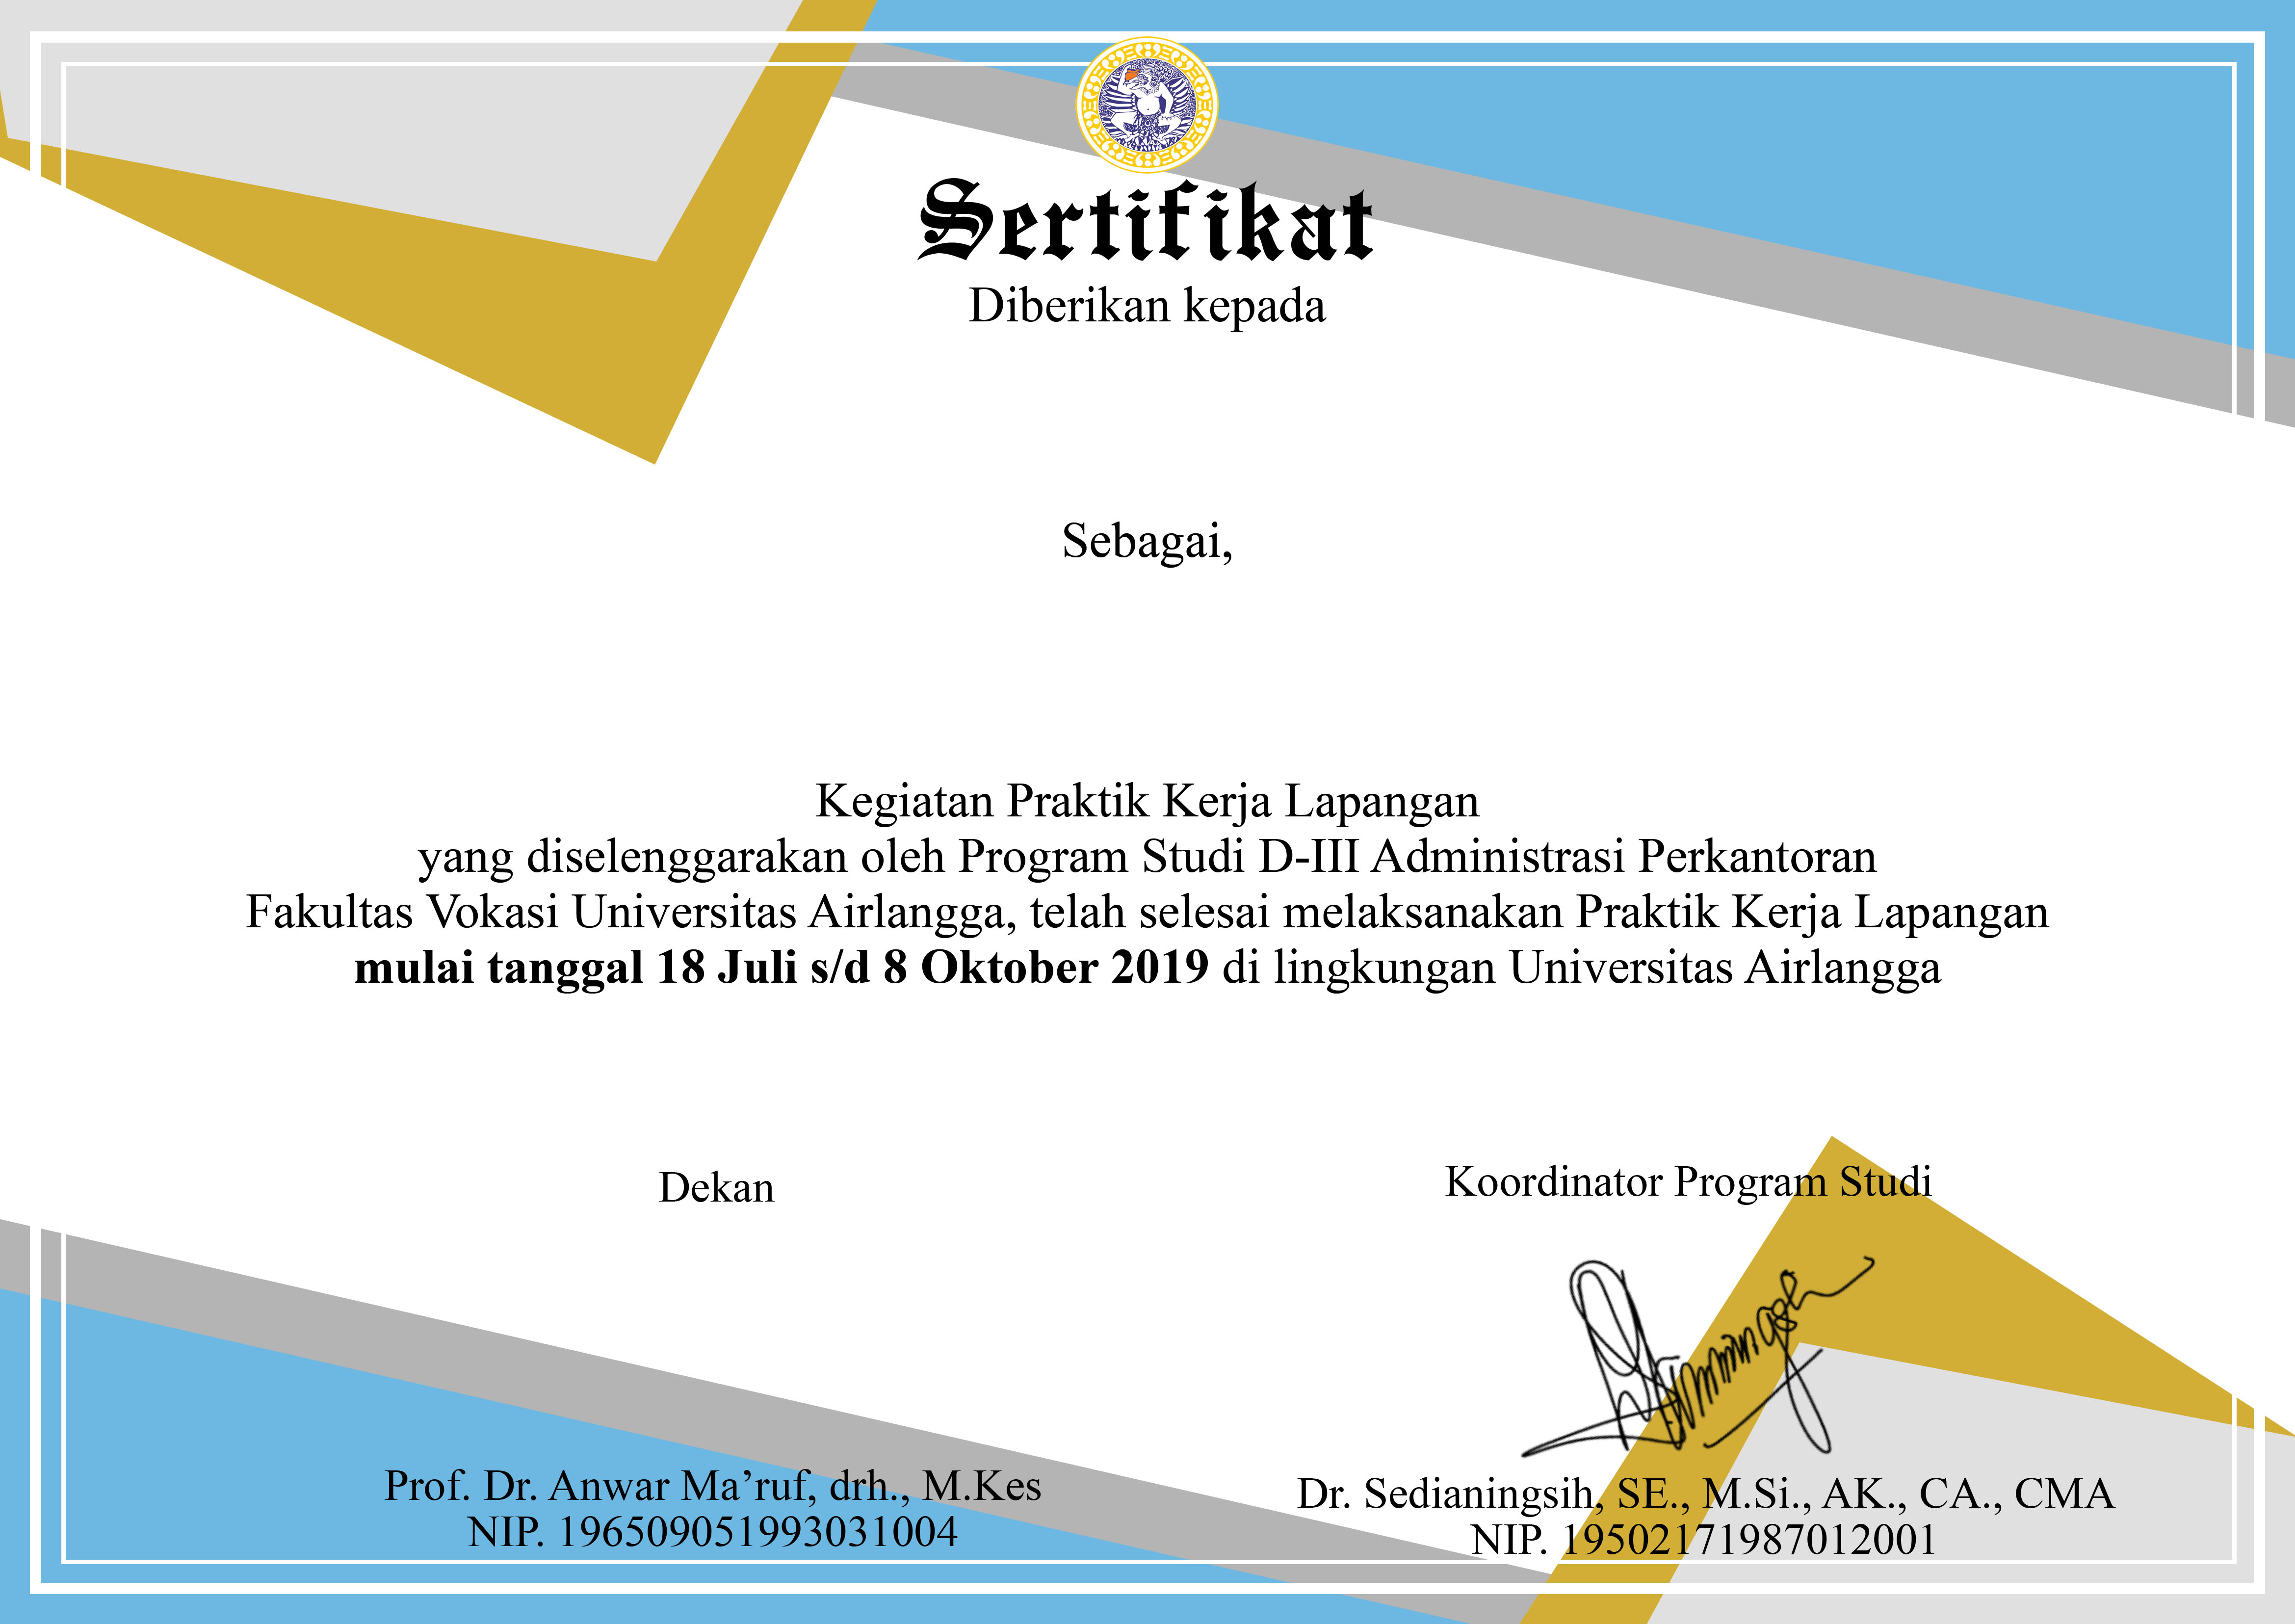 Sertifikat
Diberikan kepada
Sebagai,
Kegiatan Praktik Kerja Lapangan
yang diselenggarakan oleh Program Studi D-III Administrasi Perkantoran
Fakultas Vokasi Universitas Airlangga, telah selesai melaksanakan Praktik Kerja Lapangan
mulai tanggal 18 Juli s/d 8 Oktober 2019 di lingkungan Universitas Airlangga
Dekan
Prof. Dr. Anwar Ma’ruf, drh., M.Kes
NIP. 196509051993031004
Koordinator Program Studi
Dr. Sedianingsih, SE., M.Si., AK., CA., CMA
NIP. 19502171987012001